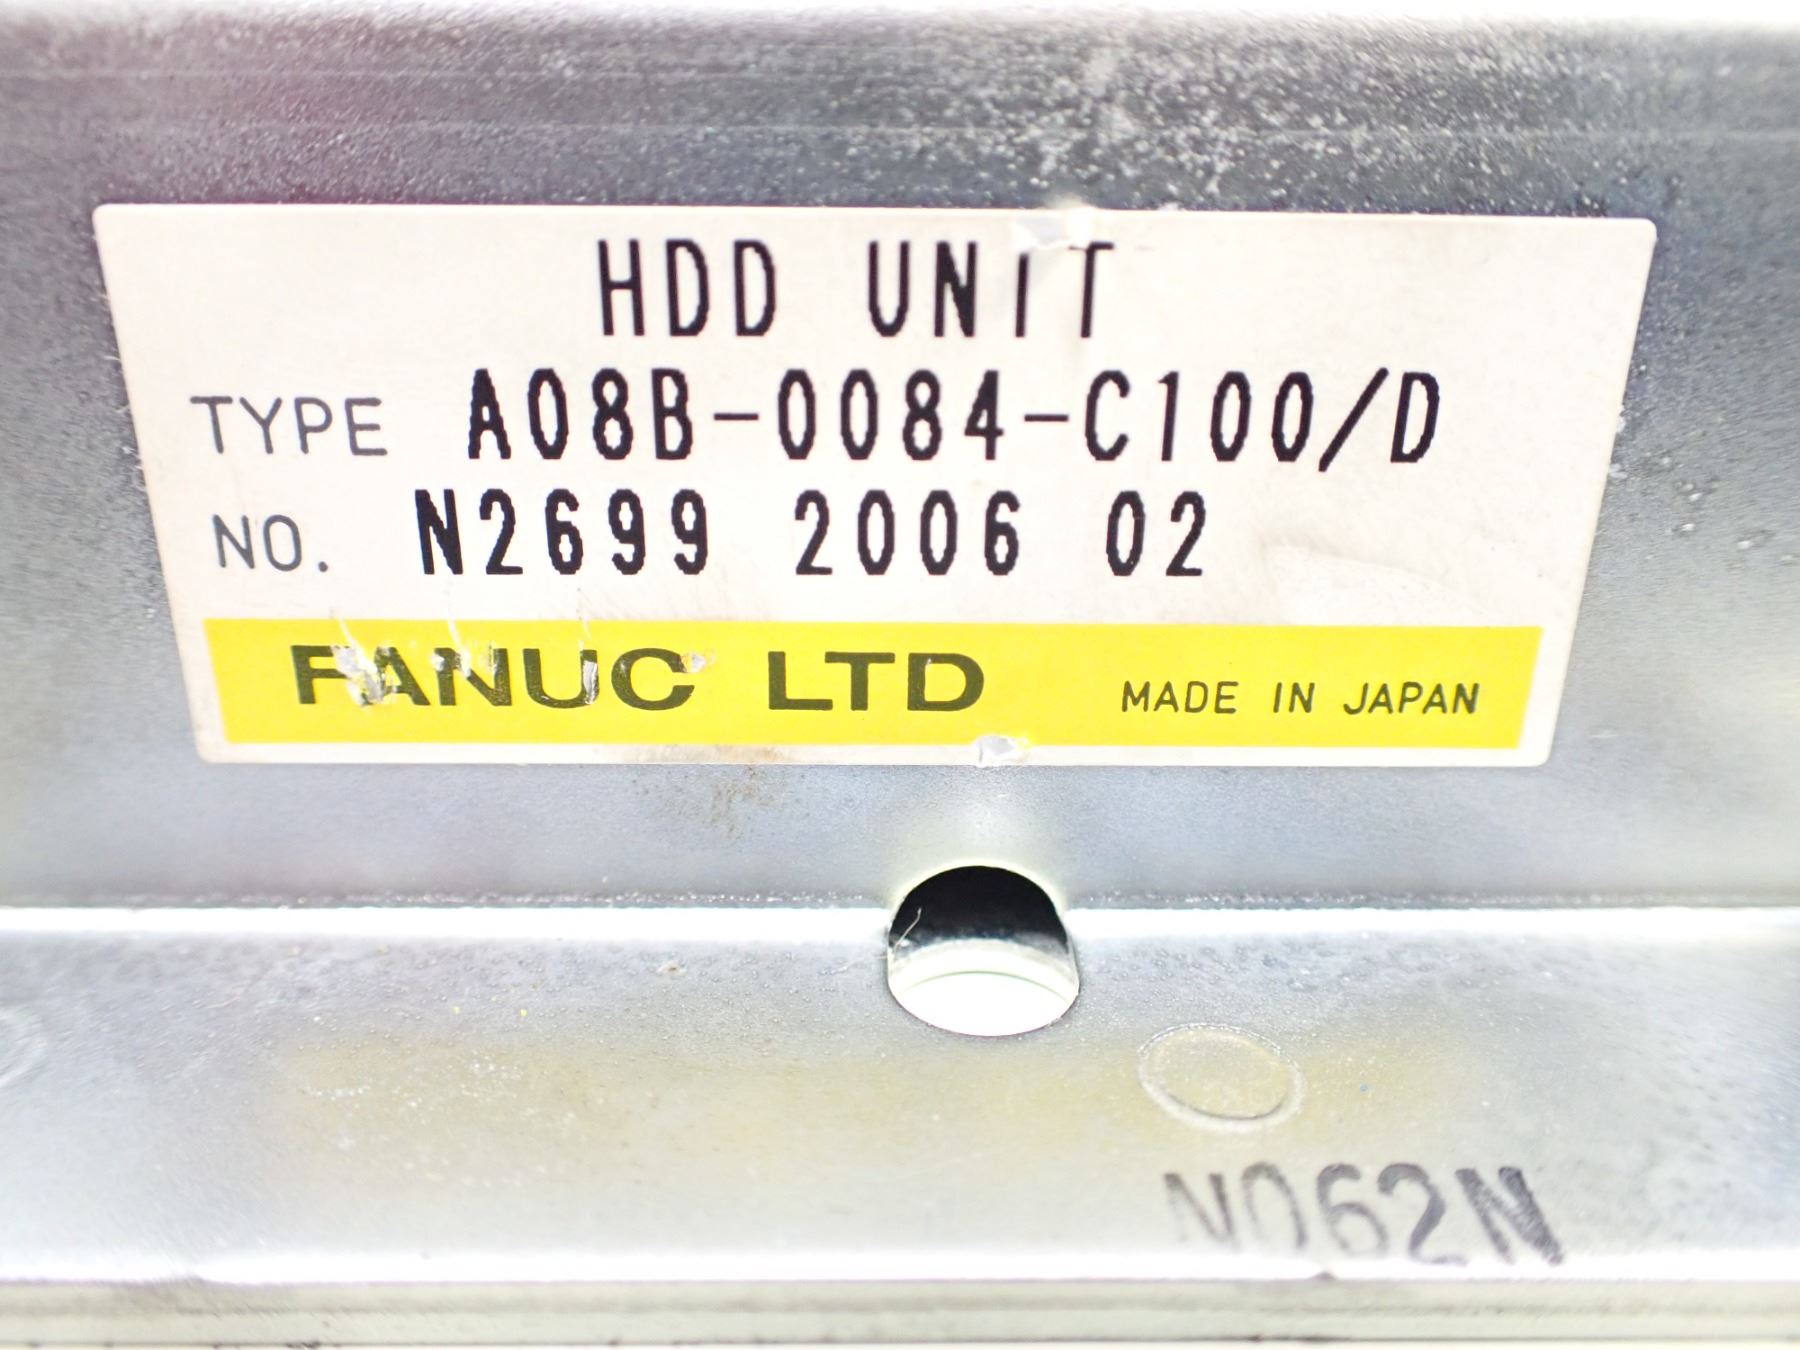 HDD UNIT
TYPE A08B-0084-C100/D
NO. N2699 2006 02
FANUC LTD MADE IN JAPAN
N062N